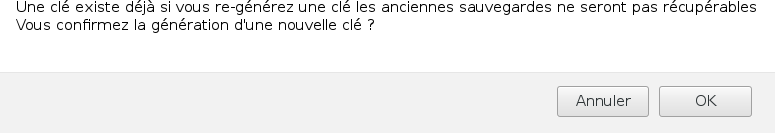 Une clé existe déjà si vous re-générez une clé les anciennes sauvegardes ne seront pas récupérables
Vous confirmez la génération d'une nouvelle clé ?
Annuler
OK